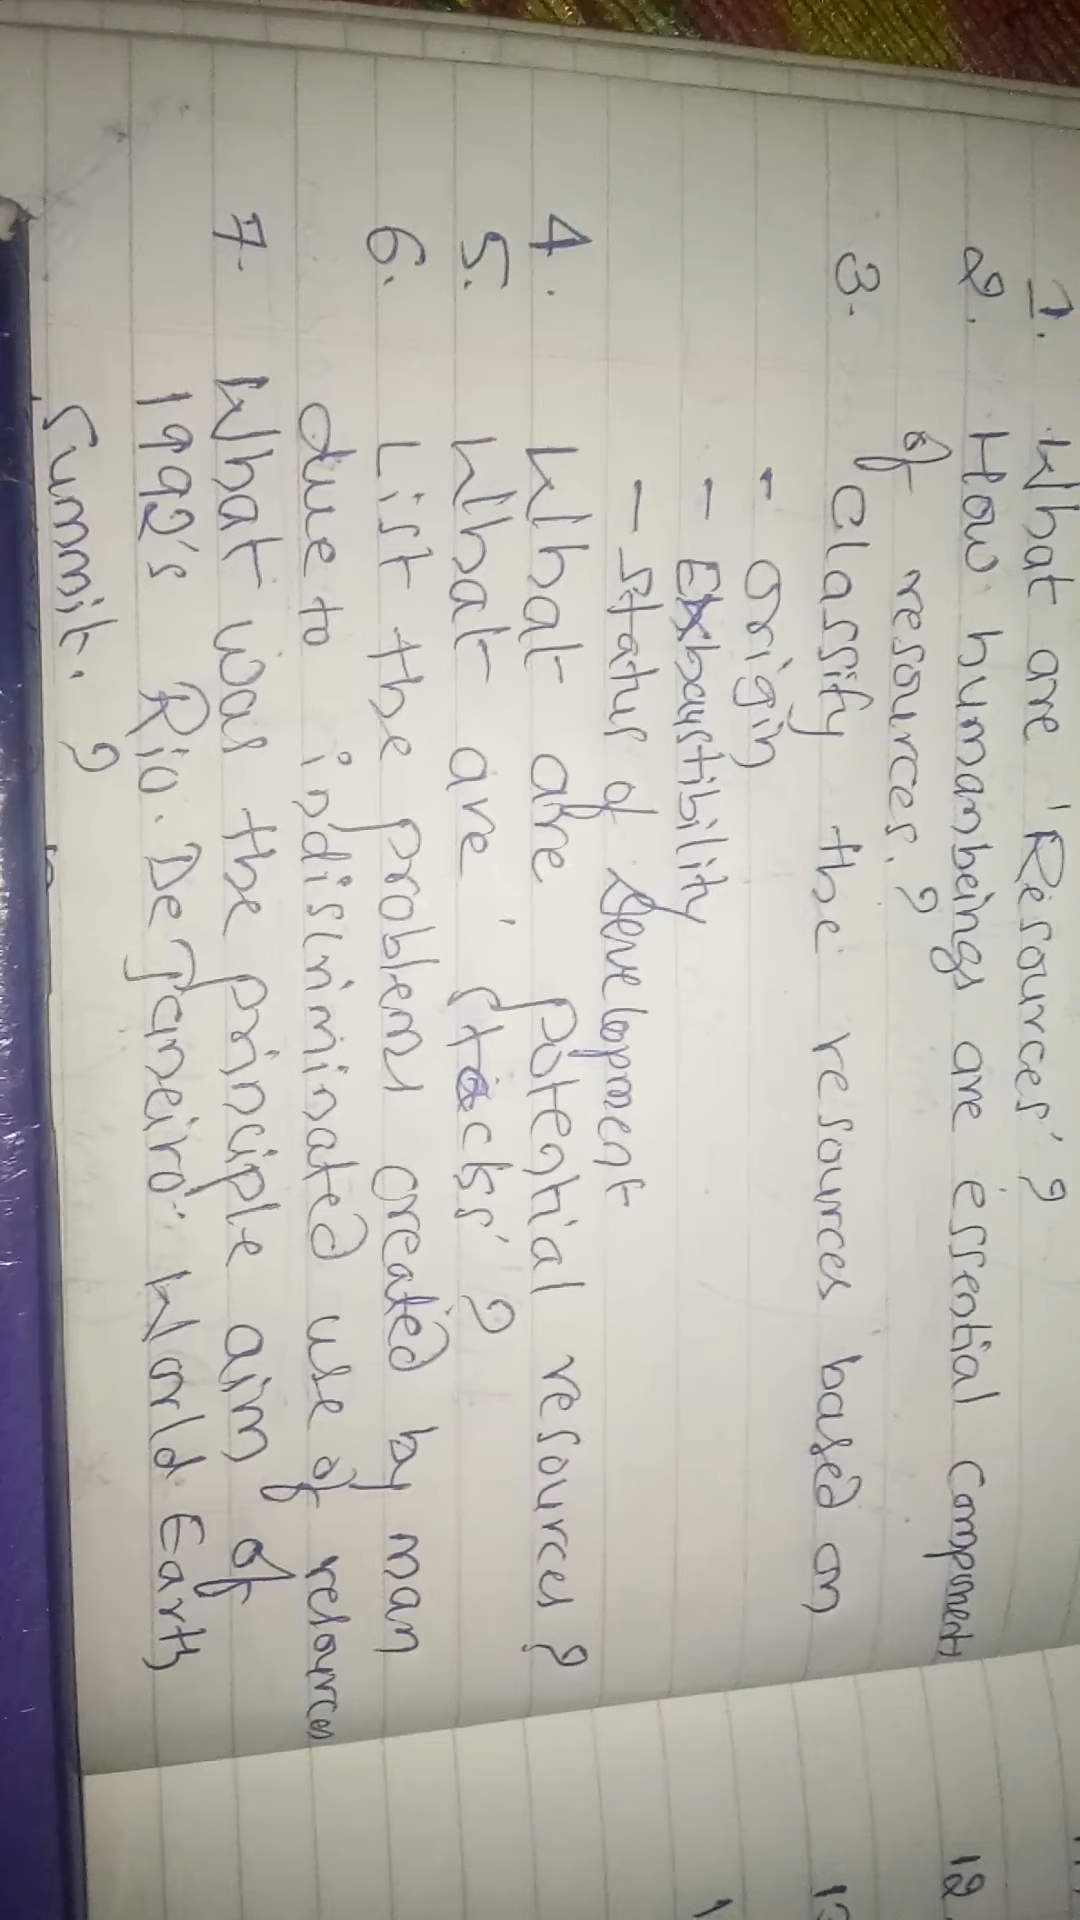 1. What are 'Resources'?
2. How humanbeings are essential components
of resources.?
3. Classify the resources based on
- Origin
- Exhaustibility
- Status of Development
4. What are potential resources?
5. What are 'stocks'?
6. List the problems created by man
due to indiscriminated use of resources
7. What was the principle aim of
1992's Rio. De Janeiro. World Earth
Summit.?
12.